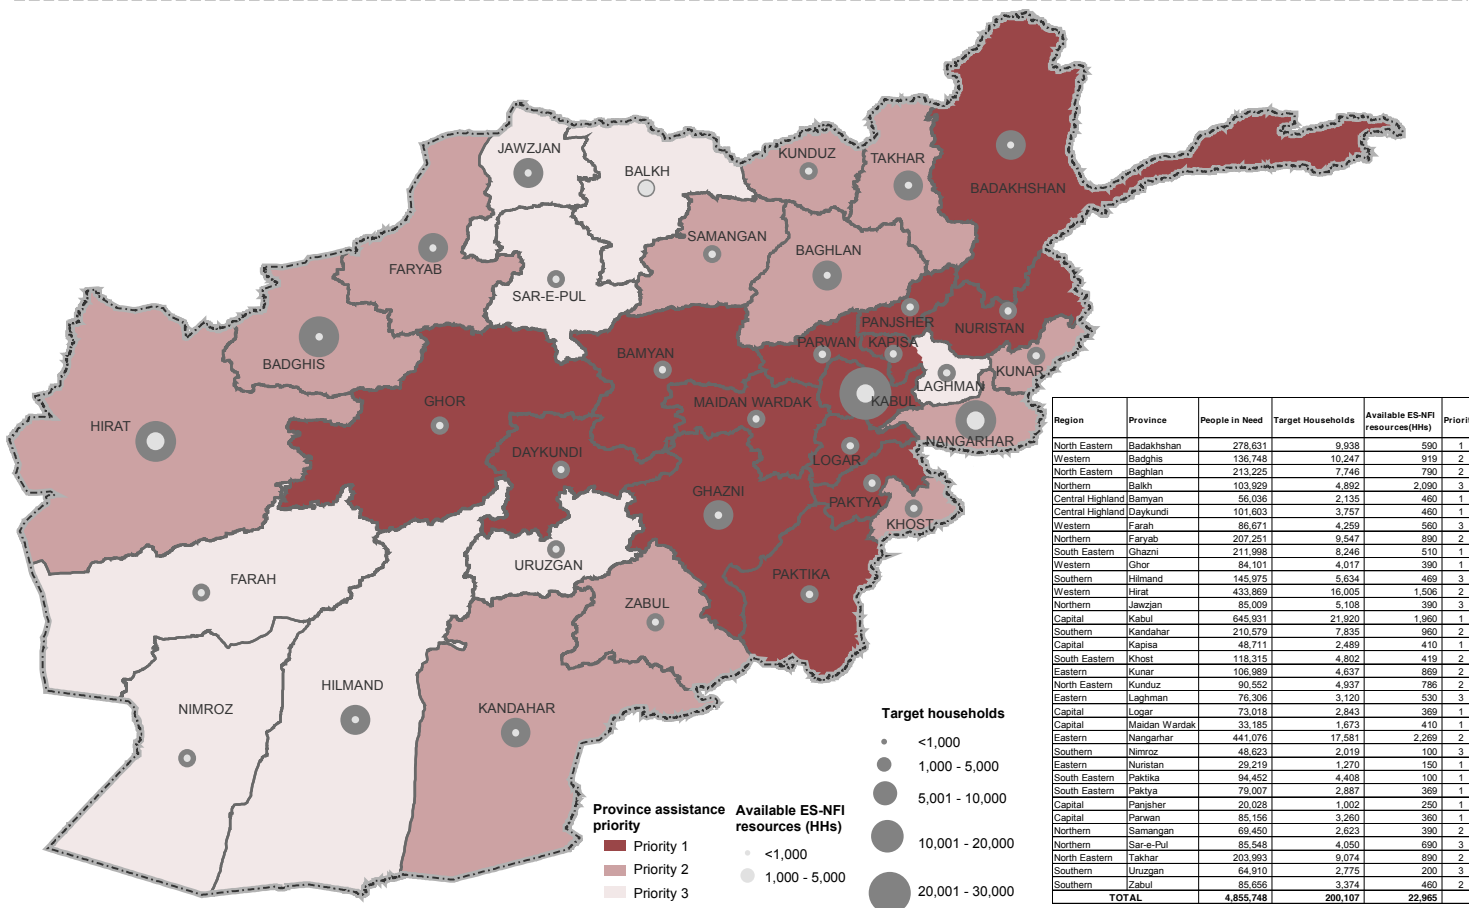 JAWZJAN
BALKH
KUNDUZ
TAKHAR
BADAKHSHAN
FARYAB
SAR-E-PUL
SAMANGAN
BAGHLAN
BADGHIS
PANJSHER
NURISTAN
PARWAN
KAPISA
BAMYAN
LAGHMAN
KUNAR
HIRAT
GHOR
MAIDAN WARDAK
KABUL
NANGARHAR
DAYKUNDI
LOGAR
GHAZNI
PAKTYA
KHOST
URUZGAN
FARAH
PAKTIKA
ZABUL
HILMAND
NIMROZ
KANDAHAR
Province assistance
priority
Priority 1
Priority 2
Priority 3
Available ES-NFI
resources (HHs)
<1,000
1,000 - 5,000
Target households
<1,000
1,000 - 5,000
5,001 - 10,000
10,001 - 20,000
20,001 - 30,000
Region Province People in Need Target Households Available ES-NFI resources(HHs) Priorit
North Eastern Badakhshan 278,631 9,938 590 1
Western Badghis 136,748 10,247 919 2
North Eastern Baghlan 213,225 7,746 790 2
Northern Balkh 103,929 4,892 2,090 3
Central Highland Bamyan 56,036 2,135 460 1
Central Highland Daykundi 101,603 3,757 460 1
Western Farah 86,671 4,259 560 3
Northern Faryab 207,251 9,547 890 2
South Eastern Ghazni 211,998 8,246 510 1
Western Ghor 84,101 4,017 390 1
Southern Hilmand 145,975 5,634 469 3
Western Hirat 433,869 16,005 1,506 2
Northern Jawzjan 85,009 5,108 390 3
Capital Kabul 645,931 21,920 1,960 1
Southern Kandahar 210,579 7,835 960 2
Capital Kapisa 48,711 2,489 410 1
South Eastern Khost 118,315 4,802 419 2
Eastern Kunar 106,989 4,637 869 2
North Eastern Kunduz 90,552 4,937 786 2
Eastern Laghman 76,306 3,120 530 3
Capital Logar 73,018 2,843 369 1
Capital Maidan Wardak 33,185 1,673 410 1
Eastern Nangarhar 441,076 17,581 2,269 2
Southern Nimroz 48,623 2,019 100 3
Eastern Nuristan 29,219 1,270 150 1
South Eastern Paktika 94,452 4,408 100 1
South Eastern Paktya 79,007 2,887 369 1
Capital Panjsher 20,028 1,002 250 1
Capital Parwan 85,156 3,260 360 1
Northern Samangan 69,450 2,623 390 2
Northern Sar-e-Pul 85,548 4,050 690 3
North Eastern Takhar 203,993 9,074 890 2
Southern Uruzgan 64,910 2,775 200 3
Southern Zabul 85,656 3,374 460 2
TOTAL 4,855,748 200,107 22,965